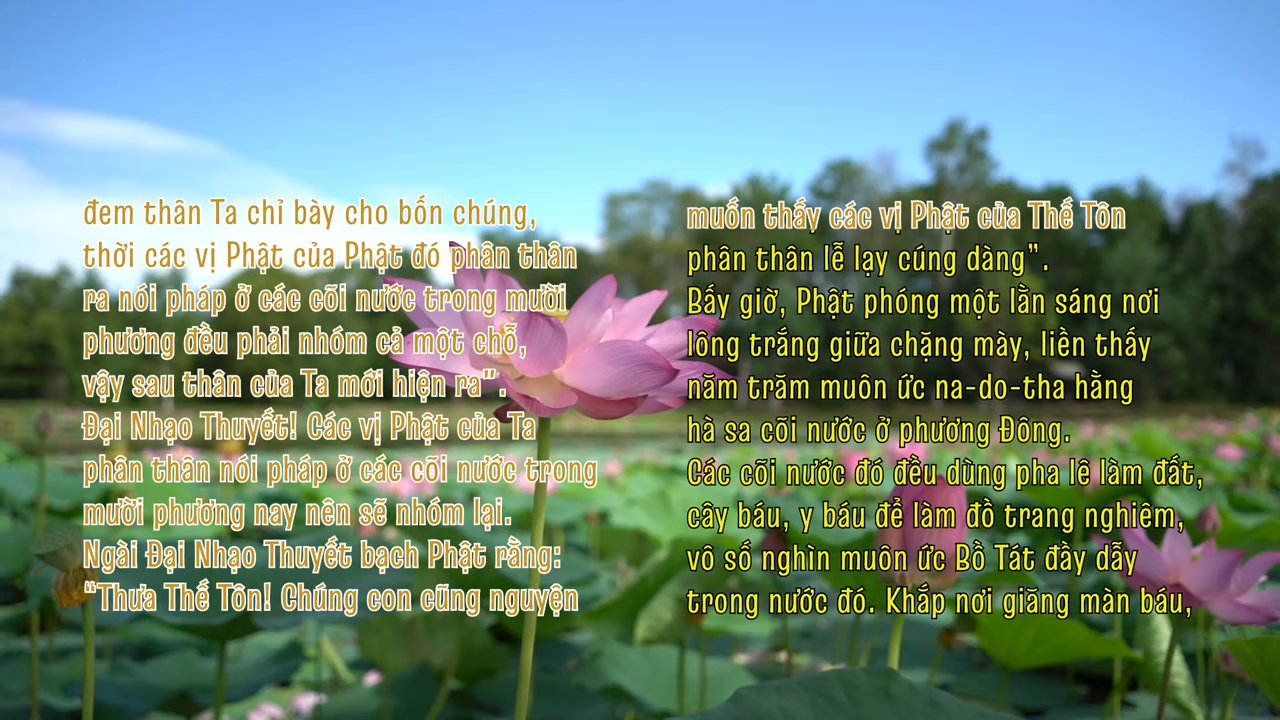 đem thân Ta chỉ bày cho bốn chúng,
thời các vị Phật của Phật đó phân thân
ra nói pháp ở các cõi nước trong mười
phương đều phải nhóm cả một chỗ,
vậy sau thân của Ta mới hiện ra”.
Đại Nhạo Thuyết! Các vị Phật của Ta
phân thân nói pháp ở các cõi nước trong
mười phương nay nên sẽ nhóm lại.
Ngài Đại Nhạo Thuyết bạch Phật rằng:
“Thưa Thế Tôn! Chúng con cũng nguyện
muốn thấy các vị Phật của Thế Tôn
phân thân lễ lạy cúng dàng”.
Bấy giờ, Phật phóng một lằn sáng nơi
lông trắng giữa chặng mày, liền thấy
năm trăm muôn ức na-do-tha hằng
hà sa cõi nước ở phương Đông.
Các cõi nước đó đều dùng pha lê làm đất,
cây báu, y báu để làm đồ trang nghiêm,
vô số nghìn muôn ức Bồ Tát đầy dẫy
trong nước đó. Khắp nơi giăng màn báu,